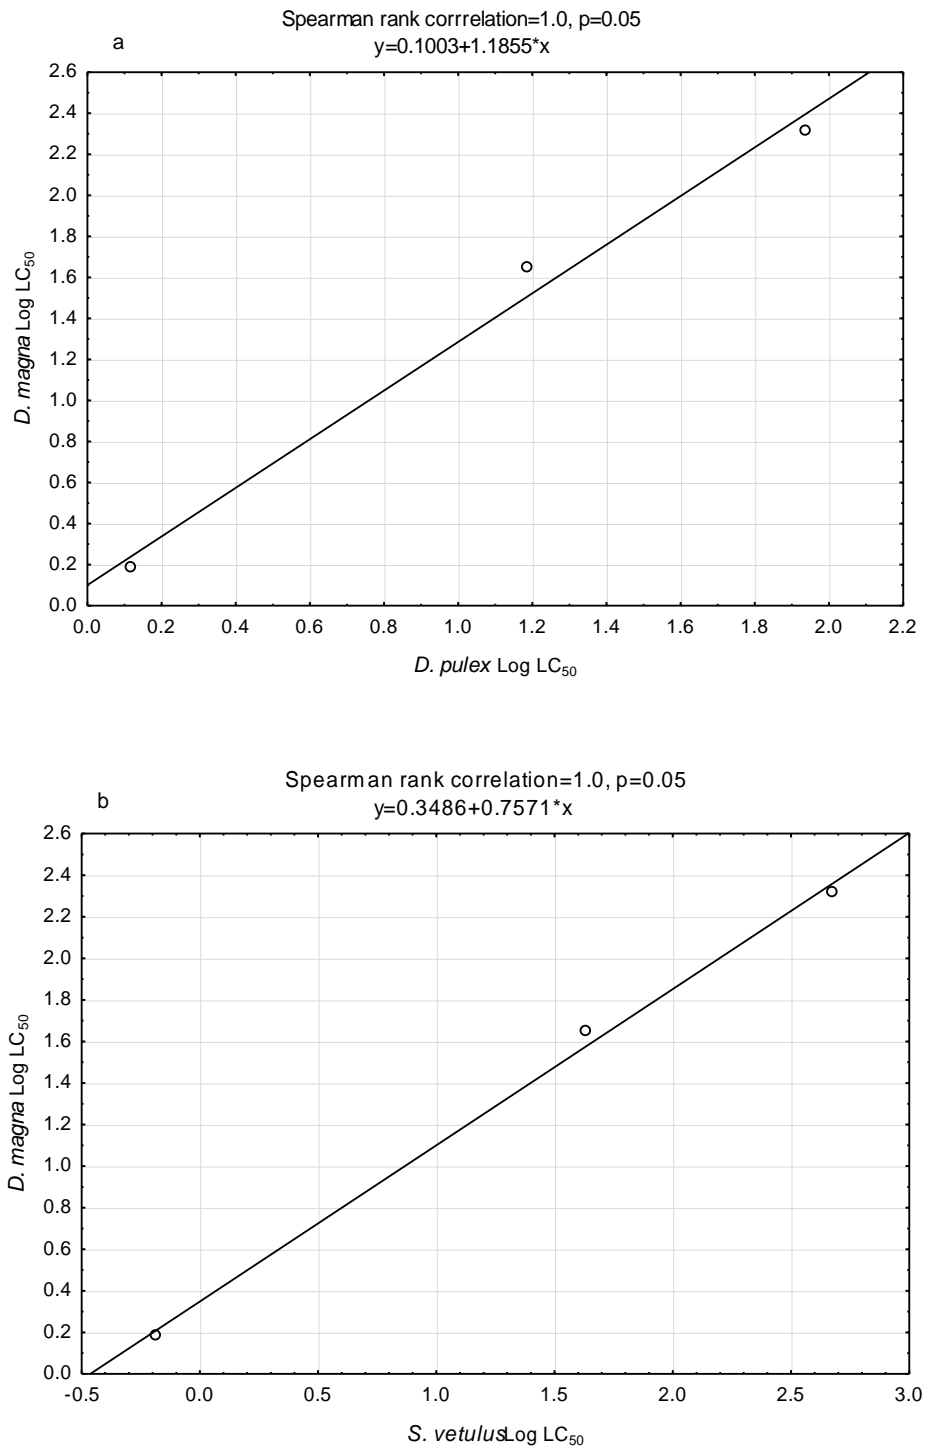 Spearman rank corrrelation=1.0, p=0.05
a
y=0.1003+1.1855*x
2.6
2.4
2.2
2.0
1.8
1.6
1.4
1.2
1.0
0.8
0.6
0.4
0.2
0.0
D. magna Log LC50
0.0 0.2 0.4 0.6 0.8 1.0 1.2 1.4 1.6 1.8 2.0 2.2
D. pulex Log LC50
Spearman rank correlation=1.0, p=0.05
b
y=0.3486+0.7571*x
2.6
2.4
2.2
2.0
1.8
1.6
1.4
1.2
1.0
0.8
0.6
0.4
0.2
0.0
D. magna Log LC50
-0.5 0.0 0.5 1.0 1.5 2.0 2.5 3.0
S. vetulusLog LC50